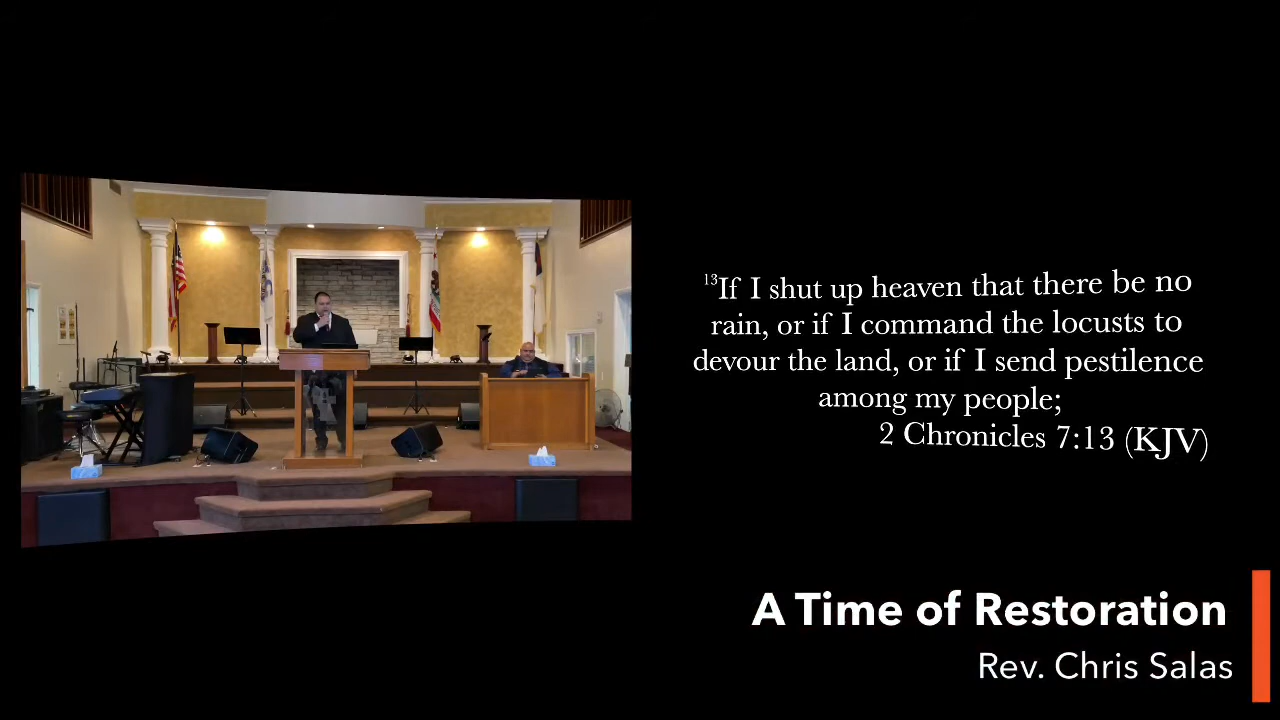 ¹³If I shut up heaven that there be no
rain, or if I command the locusts to
devour the land, or if I send pestilence
among my people;
2 Chronicles 7:13 (KJV)
A Time of Restoration
Rev. Chris Salas